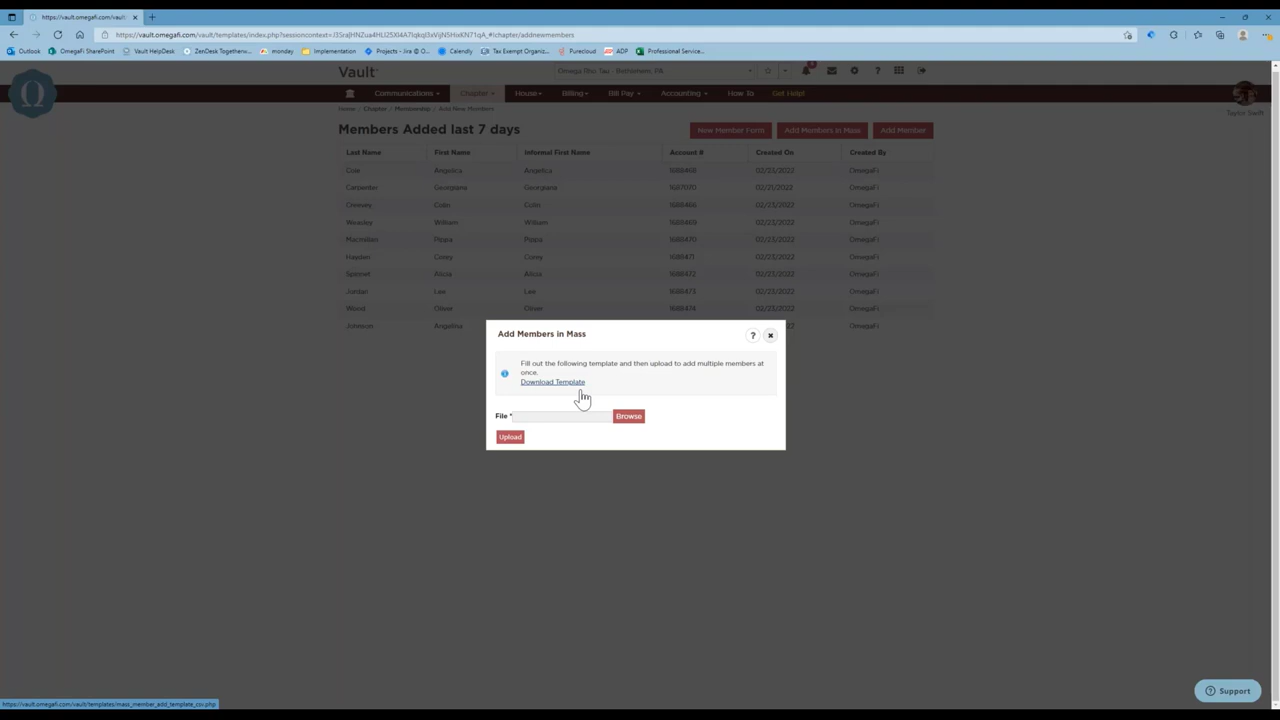 https://vault.omegafi.com/vault/
https://vault.omegafi.com/vault/templates/index.php?sessioncontext=
#!chapter/addnewmembers
Outlook OmegaFi SharePoint Vault HelpDesk ZenDesk Togetherw... monday Implementation Projects - Jira @ O... Calendly Tax Exempt Organiz... Purecloud ADP Professional Service...
Vault Omega Rho Tau - Bethlehem, PA
Communications Chapter House Billing Bill Pay Accounting How To Get Help!
Taylor Swift
Home Chapter Membership Add New Members
Members Added last 7 days New Member Form Add Members in Mass Add Member
Last Name First Name Informal First Name Account # Created On Created By
Cole Angelica Angelica 1688468 02/23/2022 OmegaFi
Carpenter Georgiana Georgiana 1687070 02/21/2022 OmegaFi
Creevey Colin Colin 1688466 02/23/2022 OmegaFi
Weasley William William 1688469 02/23/2022 OmegaFi
Macmillan Pippa Pippa 1688470 02/23/2022 OmegaFi
Hayden Corey Corey 1688471 02/23/2022 OmegaFi
Spinnet Alicia Alicia 1688472 02/23/2022 OmegaFi
Jordan Lee Lee 1688473 02/23/2022 OmegaFi
Wood Oliver Oliver 1688474 02/23/2022 OmegaFi
Johnson Angelina OmegaFi
Add Members in Mass ?
Fill out the following template and then upload to add multiple members at
once.
Download Template
File * Browse
Upload
Support
https://vault.omegafi.com/vault/templates/mass_member_add_template_csv.php